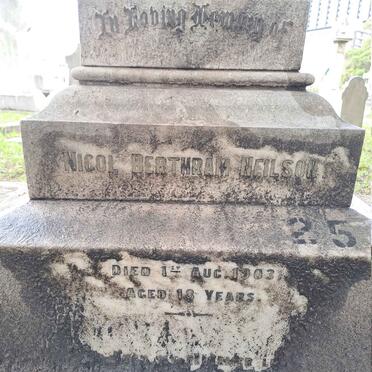 In Loving Memory of
NICOL BERTHRAM NEILSON
25
DIED 1ST AUG. 1903
AGED 18 YEARS.